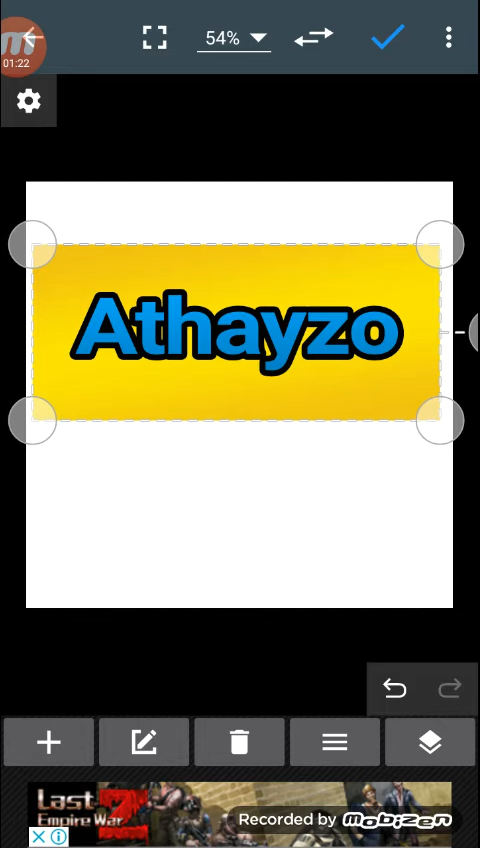 01:22
54%
Athayzo
Last
Empire War Z
Recorded by mobizen